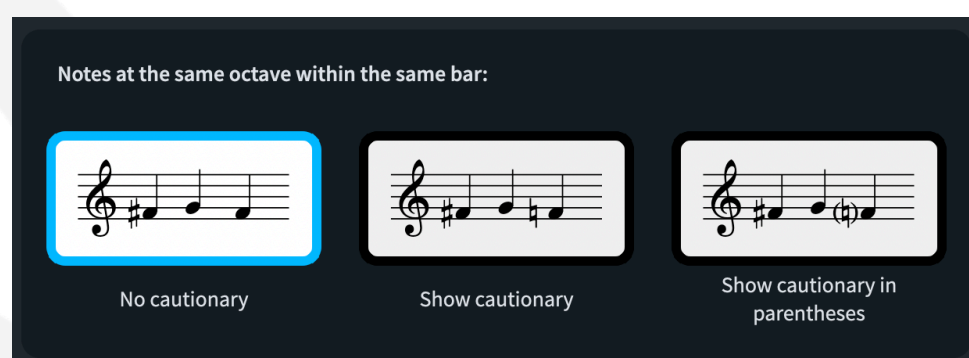 Notes at the same octave within the same bar:
No cautionary
Show cautionary
Show cautionary in
parentheses